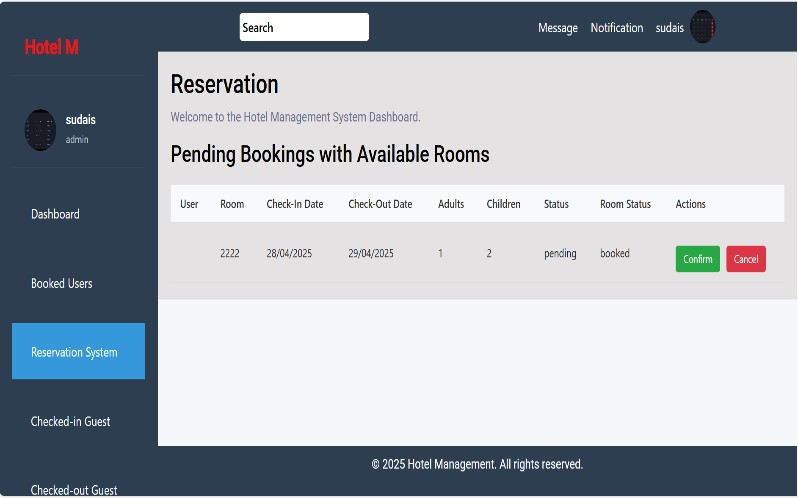 Hotel M
Search
Message Notification sudais
sudais
admin
Dashboard
Booked Users
Reservation System
Checked-in Guest
Checked-out Guest
Reservation
Welcome to the Hotel Management System Dashboard.
Pending Bookings with Available Rooms
User Room Check-In Date Check-Out Date Adults Children Status Room Status Actions
2222 28/04/2025 29/04/2025 1 2 pending booked Confirm Cancel
© 2025 Hotel Management. All rights reserved.